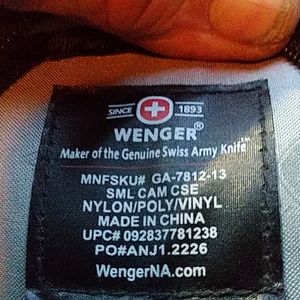 SINCE 1893
WENGER®
Maker of the Genuine Swiss Army Knife™
MNFSKU# GA-7812-13
SML CAM CSE
NYLON/POLY/VINYL
MADE IN CHINA
UPC# 092837781238
PO#ANJ1.2226
WengerNA.com